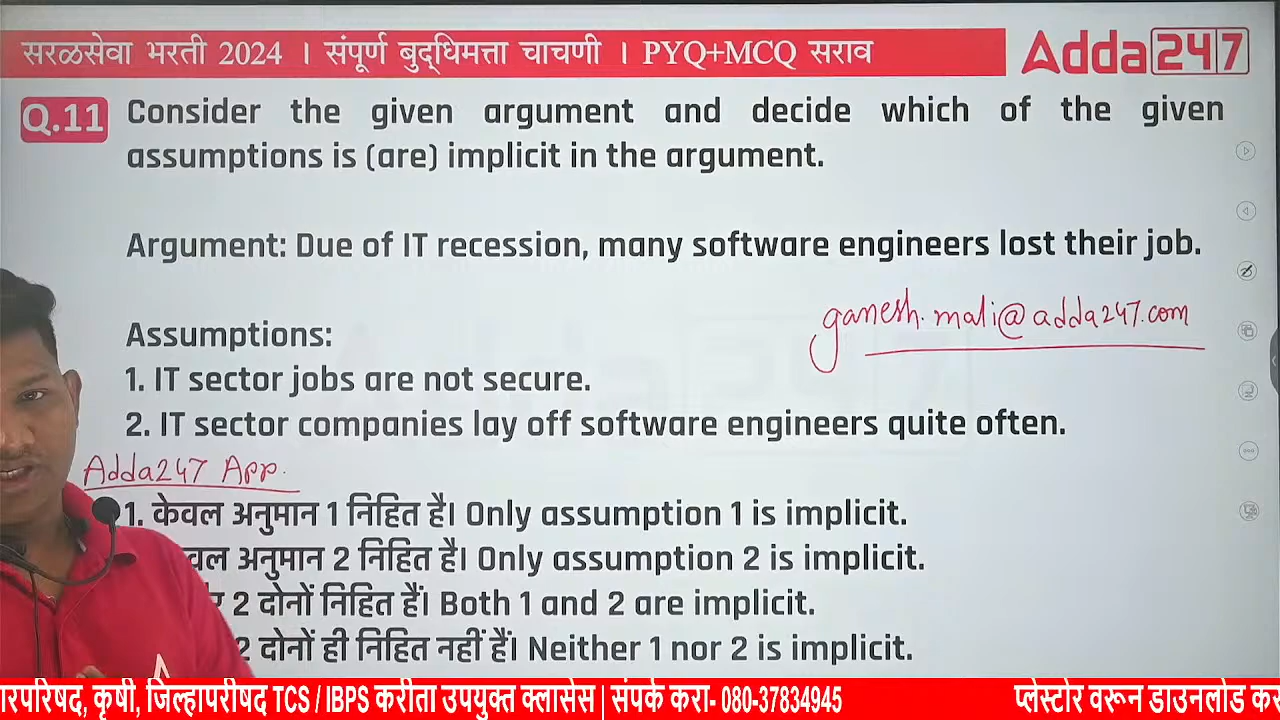 सरळसेवा भरती 2024 । संपूर्ण बुद्धिमत्ता चाचणी । PYQ+MCQ सराव
Adda247
Q.11 Consider the given argument and decide which of the given
assumptions is (are) implicit in the argument.
Argument: Due of IT recession, many software engineers lost their job.
ganesh.mali@adda247.com
Assumptions:
1. IT sector jobs are not secure.
2. IT sector companies lay off software engineers quite often.
Adda247 App.
1. केवल अनुमान 1 निहित है। Only assumption 1 is implicit.
अनुमान 2 निहित है। Only assumption 2 is implicit.
2 दोनों निहित हैं। Both 1 and 2 are implicit.
2 दोनों ही निहित नहीं हैं। Neither 1 nor 2 is implicit.
कृषी, जिल्हापरीषद TCS / IBPS करीता उपयुक्त क्लासेस | संपर्क करा- 080-37834945 प्लेस्टोर वरून डाउनलोड